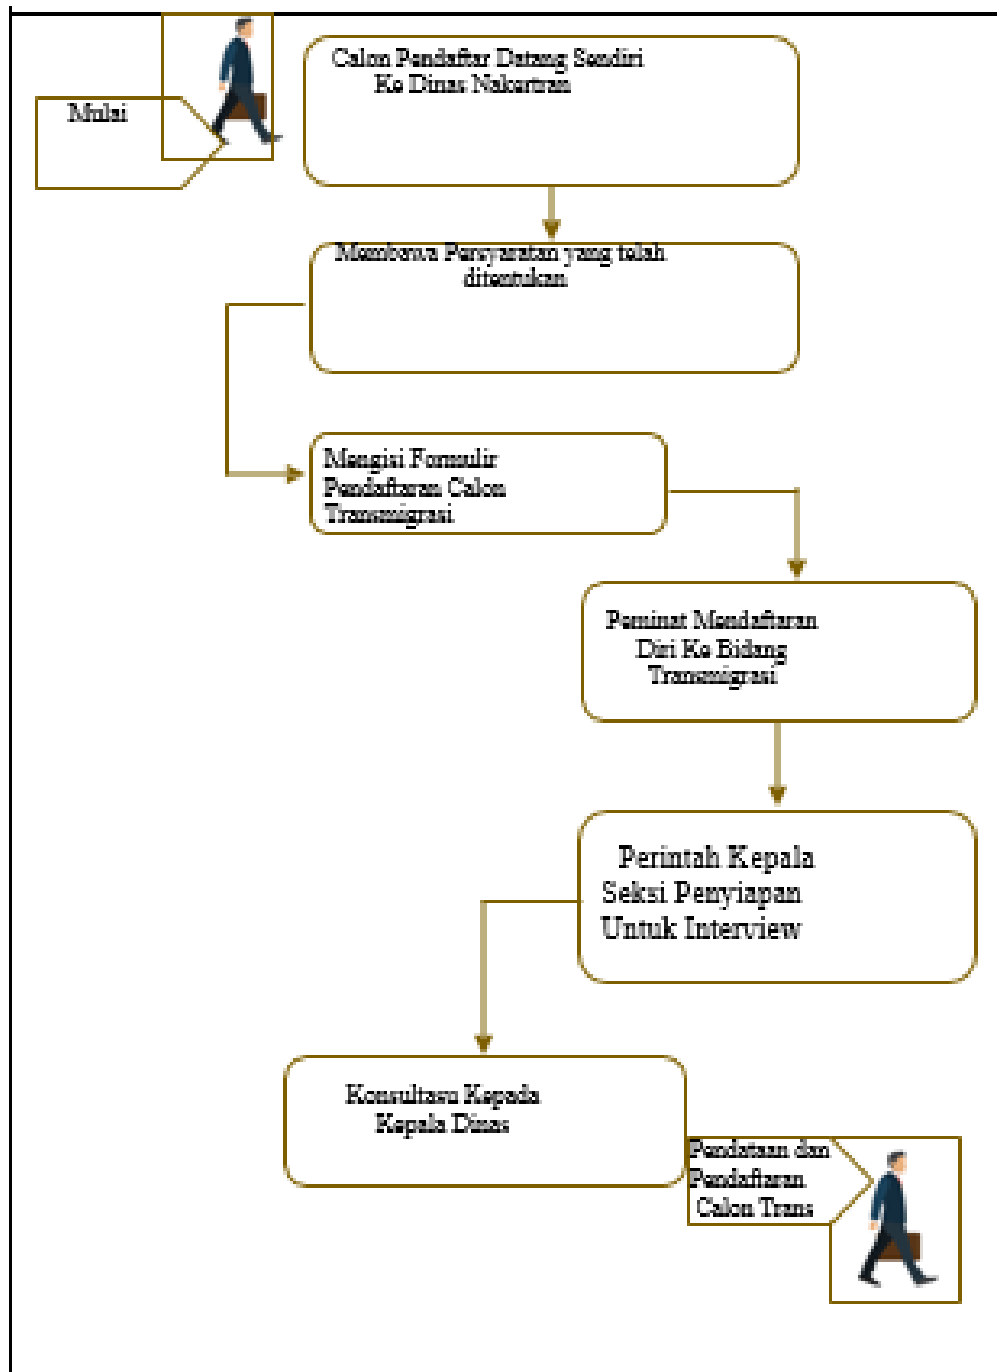 Mulai
Calon Pendaftar Datang Sendiri
Ke Dinas Nakertran
Membawa Persyaratan yang telah
ditentukan
Mengisi Formulir
Pendaftaran Calon
Transmigrasi
Peminat Mendaftaran
Diri Ke Bidang
Transmigrasi
Perintah Kepala
Seksi Penyiapan
Untuk Interview
Konsultasu Kepada
Kepala Dinas
Pendataan dan
Pendaftaran
Calon Trans